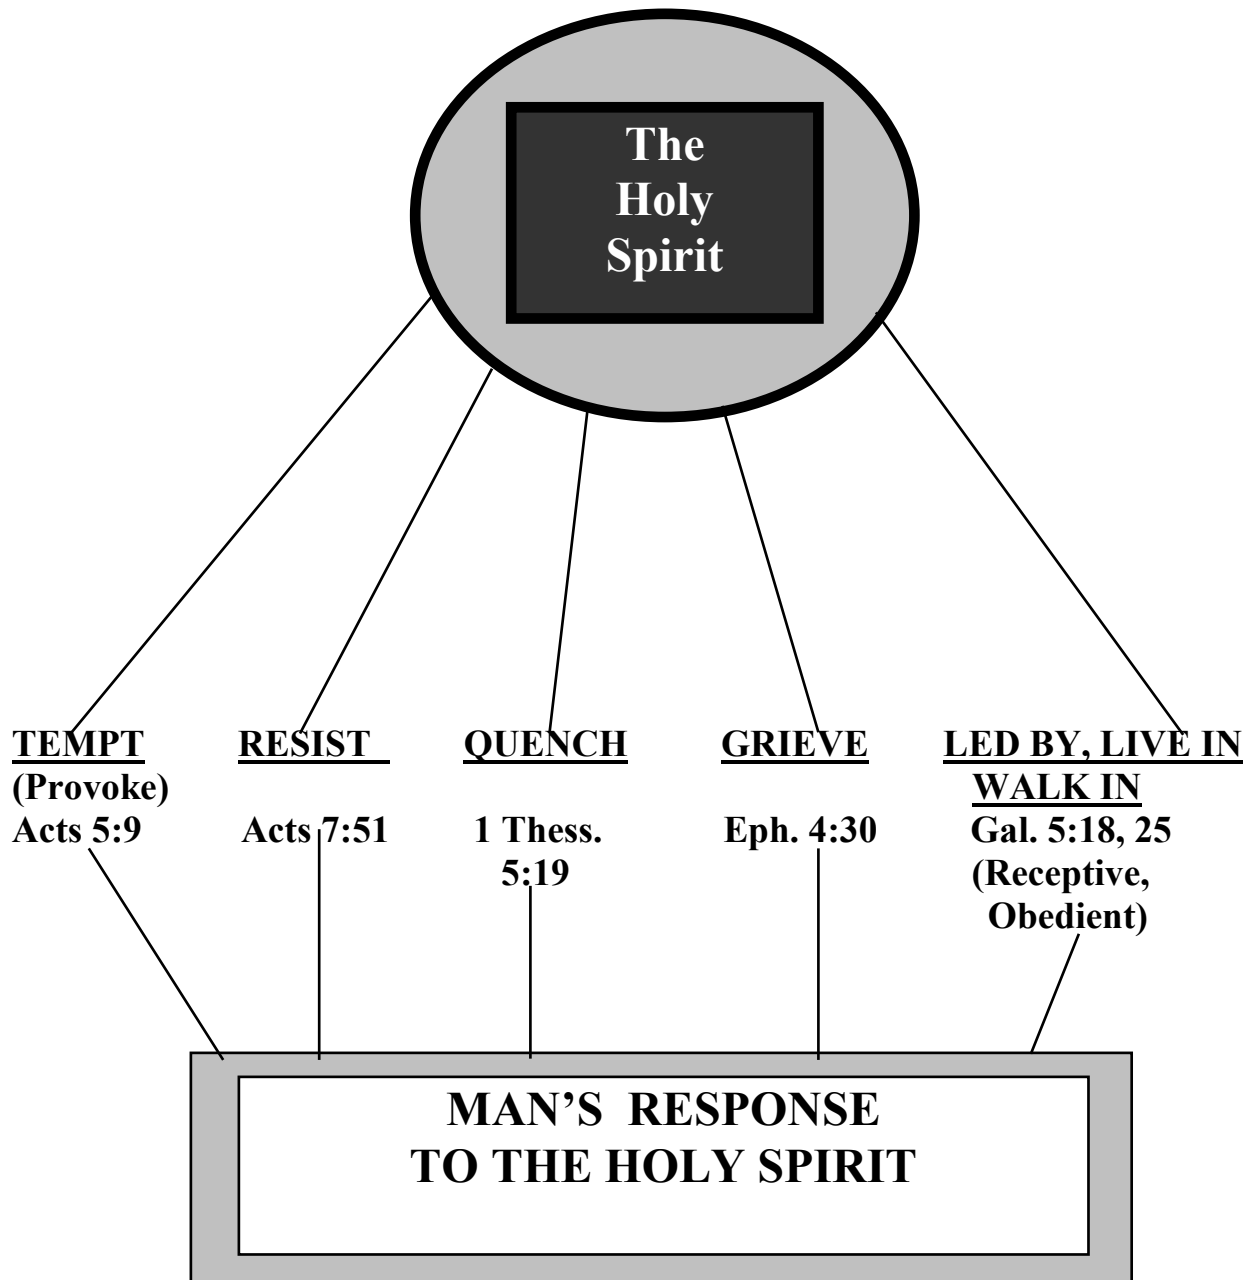 The
Holy
Spirit
TEMPT
(Provoke)
Acts 5:9
RESIST
Acts 7:51
QUENCH
1 Thess.
5:19
GRIEVE
Eph. 4:30
LED BY, LIVE IN
WALK IN
Gal. 5:18, 25
(Receptive,
Obedient)
MAN’S RESPONSE
TO THE HOLY SPIRIT